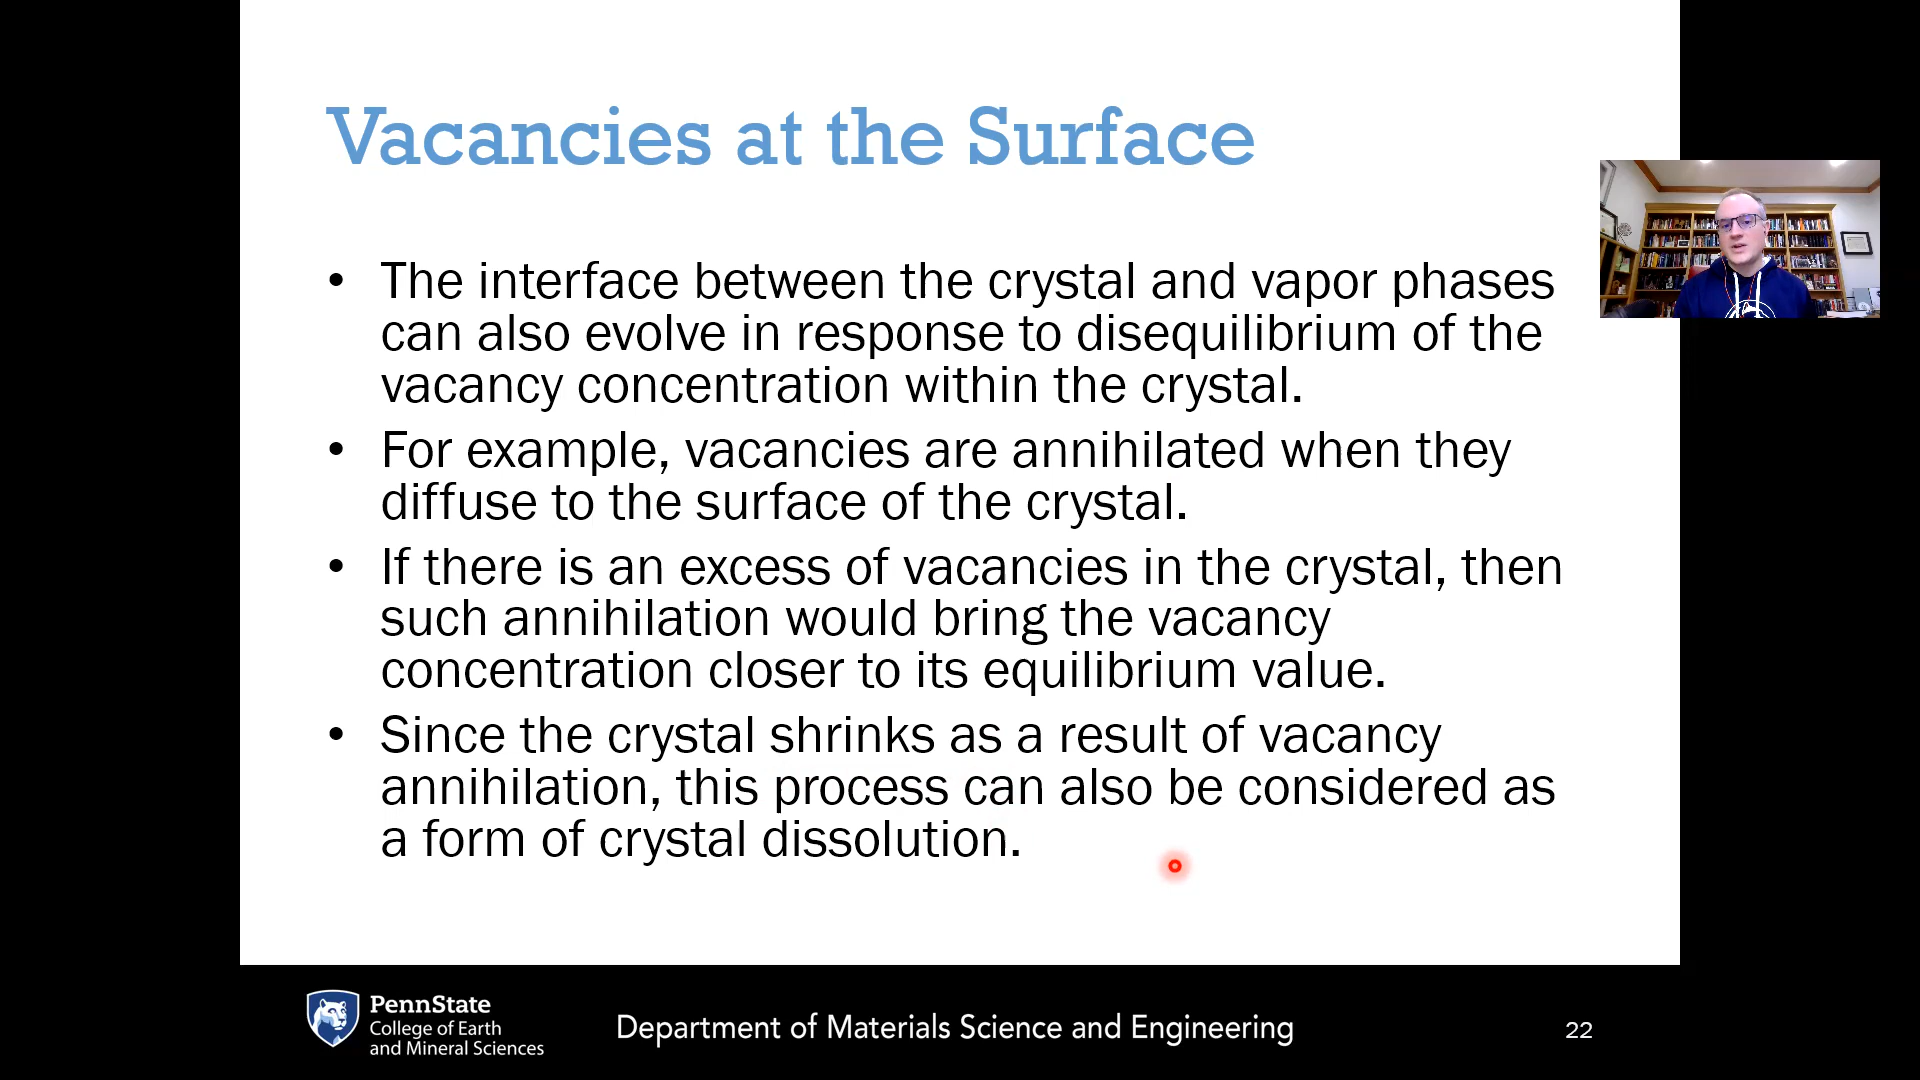 Vacancies at the Surface
• The interface between the crystal and vapor phases
can also evolve in response to disequilibrium of the
vacancy concentration within the crystal.
• For example, vacancies are annihilated when they
diffuse to the surface of the crystal.
• If there is an excess of vacancies in the crystal, then
such annihilation would bring the vacancy
concentration closer to its equilibrium value.
• Since the crystal shrinks as a result of vacancy
annihilation, this process can also be considered as
a form of crystal dissolution.
PennState
College of Earth
and Mineral Sciences
Department of Materials Science and Engineering
22